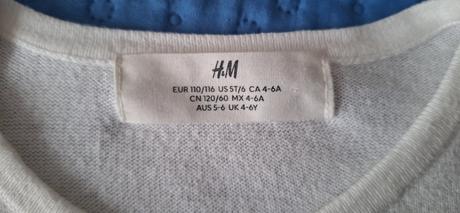 H&M
EUR 110/116 US 5T/6 CA 4-6A
CN 120/60 MX 4-6A
AUS 5-6 UK 4-6Y